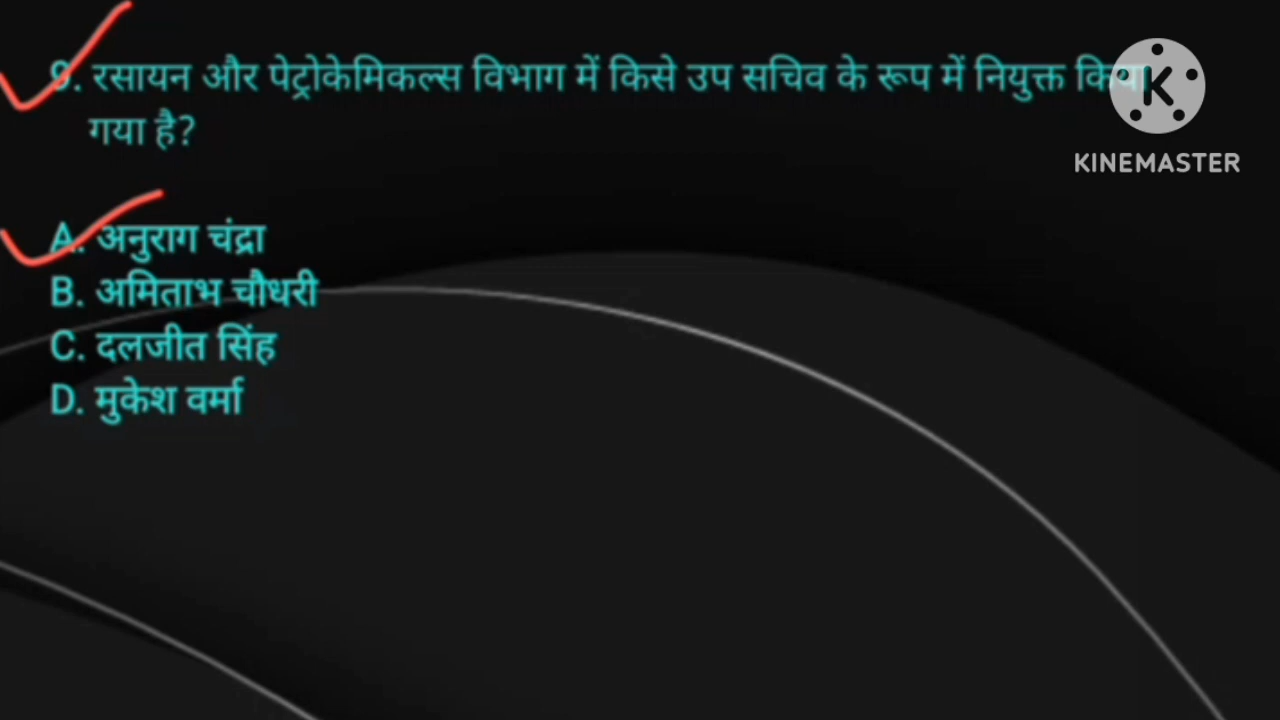 9. रसायन और पेट्रोकेमिकल्स विभाग में किसे उप सचिव के रूप में नियुक्त किया
गया है?
KINEMASTER
A. अनुराग चंद्रा
B. अमिताभ चौधरी
C. दलजीत सिंह
D. मुकेश वर्मा